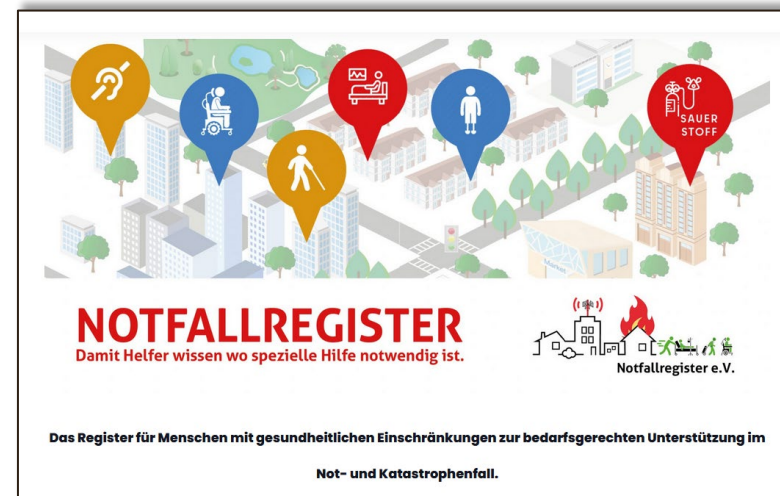 SAUER
STOFF
Market
NOTFALLREGISTER
Damit Helfer wissen wo spezielle Hilfe notwendig ist.
Notfallregister e.V.
Das Register für Menschen mit gesundheitlichen Einschränkungen zur bedarfsgerechten Unterstützung im
Not- und Katastrophenfall.